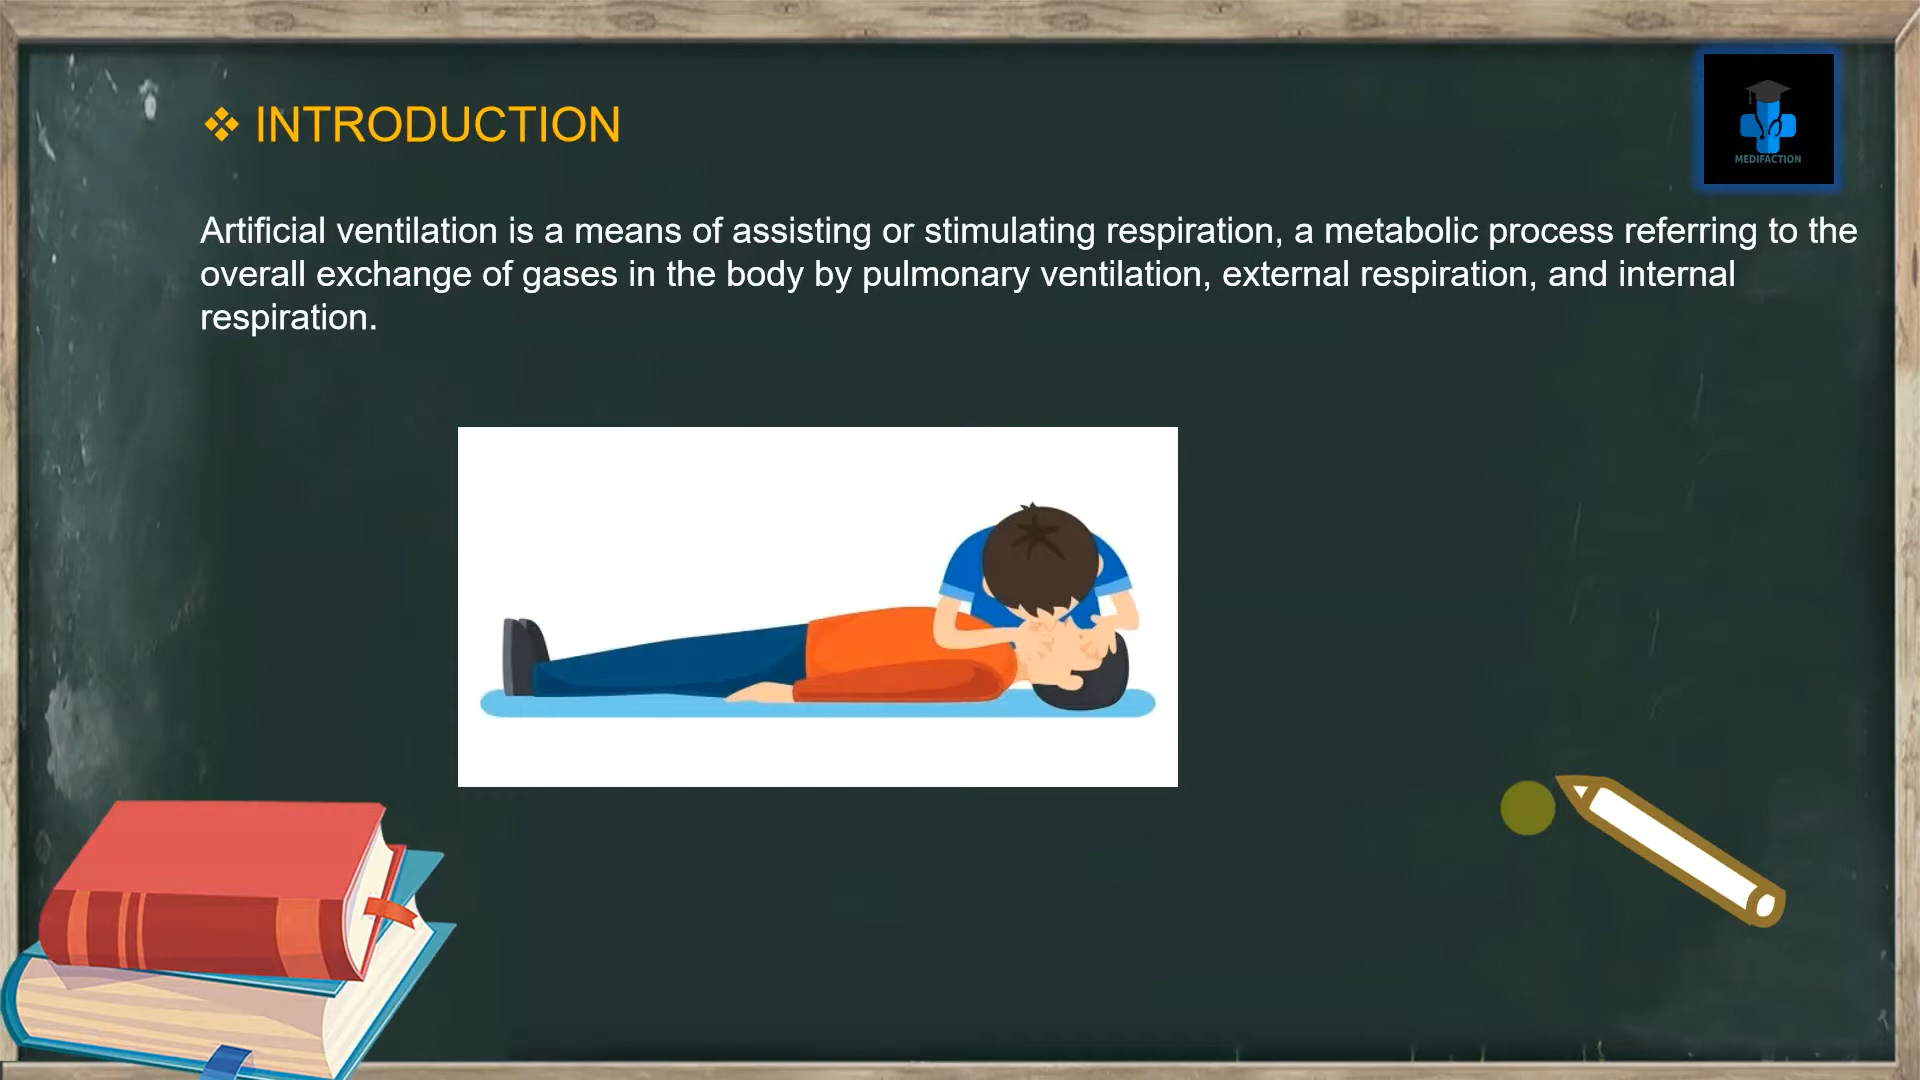 INTRODUCTION
MEDIFACTION
Artificial ventilation is a means of assisting or stimulating respiration, a metabolic process referring to the
overall exchange of gases in the body by pulmonary ventilation, external respiration, and internal
respiration.